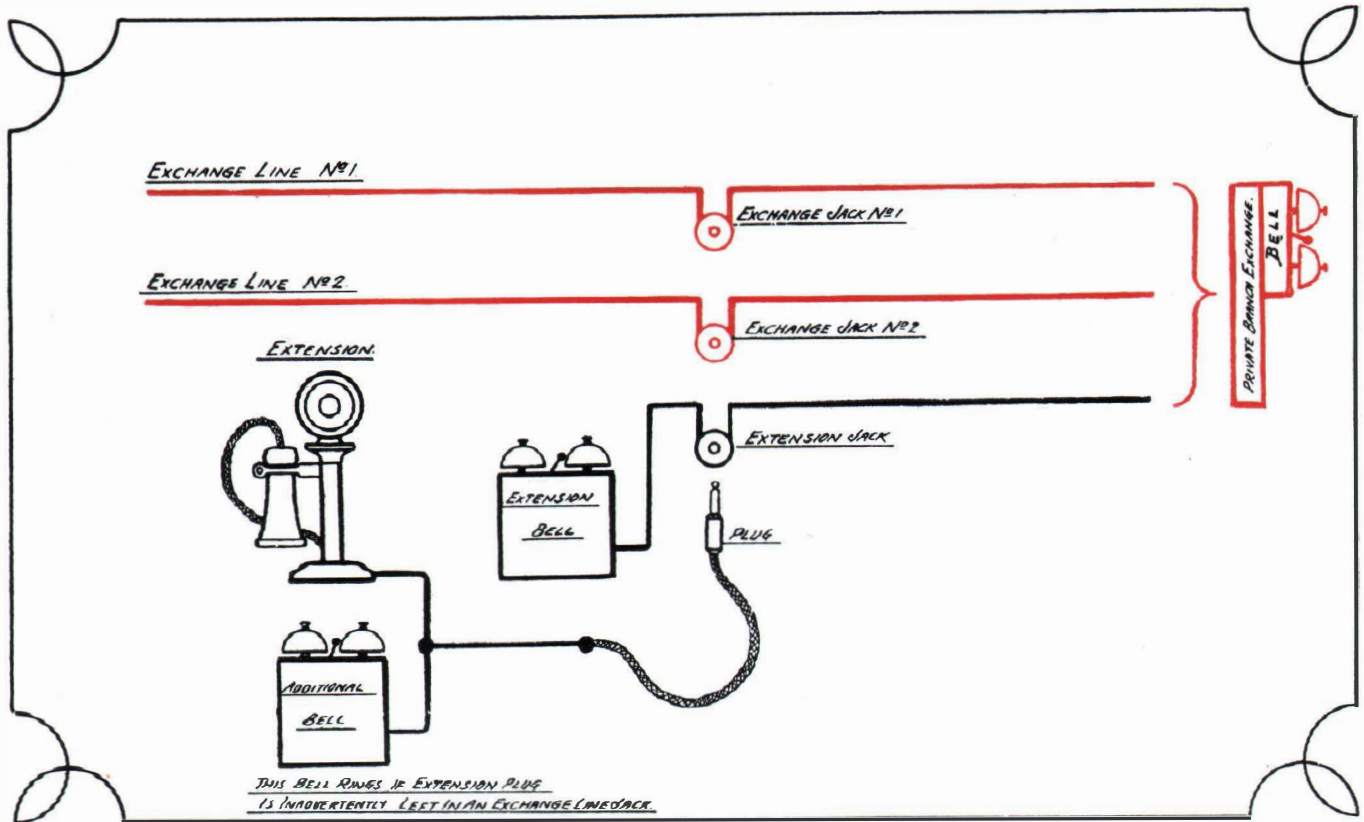 EXCHANGE LINE Nº1.
EXCHANGE JACK Nº1
EXCHANGE LINE Nº2.
EXCHANGE JACK Nº2
PRIVATE BRANCH EXCHANGE.
BELL
EXTENSION.
EXTENSION JACK
EXTENSION
BELL
PLUG
ADDITIONAL
BELL
THIS BELL RINGS IF EXTENSION PLUG
IS INADVERTENTLY LEFT IN AN EXCHANGE LINE JACK.